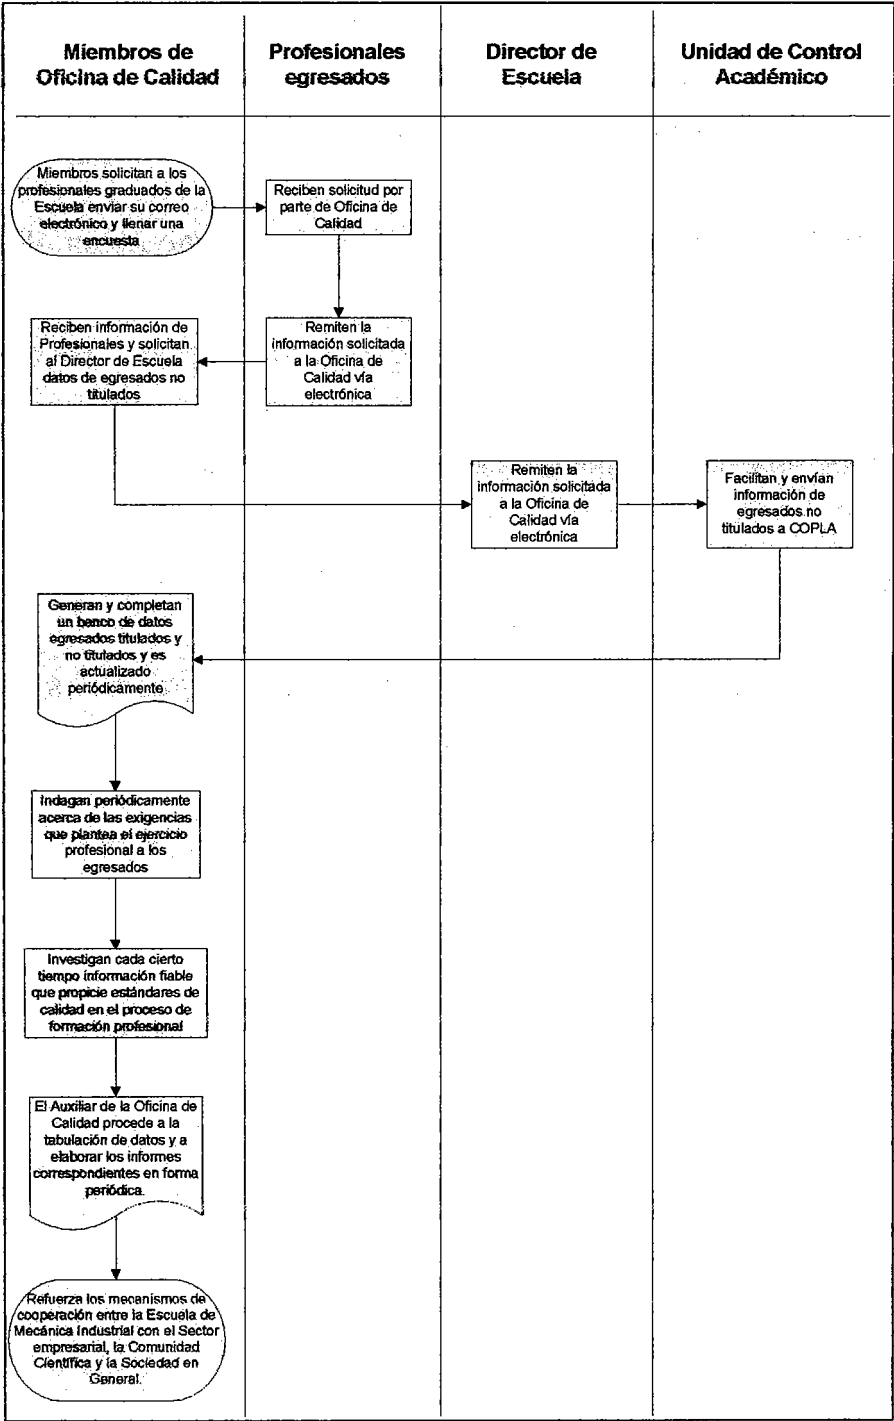 Miembros de
Oficina de Calidad
Profesionales
egresados
Director de
Escuela
Unidad de Control
Académico
Miembros solicitan a los
profesionales graduados de la
Escuela enviar su correo
electrónico y llenar una
encuesta
Reciben solicitud por
parte de Oficina de
Calidad
Reciben información de
Profesionales y solicitan
al Director de Escuela
datos de egresados no
titulados
Remiten la
información solicitada
a la Oficina de
Calidad vía
electrónica
Remiten la
información solicitada
a la Oficina de
Calidad vía
electrónica
Facilitan y envían
información de
egresados no
titulados a COPLA
Generan y completan
un banco de datos
egresados titulados y
no titulados y es
actualizado
periódicamente
Indagan periódicamente
acerca de las exigencias
que plantea el ejercicio
profesional a los
egresados
Investigan cada cierto
tiempo información fiable
que propicie estándares de
calidad en el proceso de
formación profesional
El Auxiliar de la Oficina de
Calidad procede a la
tabulación de datos y a
elaborar los informes
correspondientes en forma
periódica.
Refuerza los mecanismos de
cooperación entre la Escuela de
Mecánica Industrial con el Sector
empresarial, la Comunidad
Científica y la Sociedad en
General.